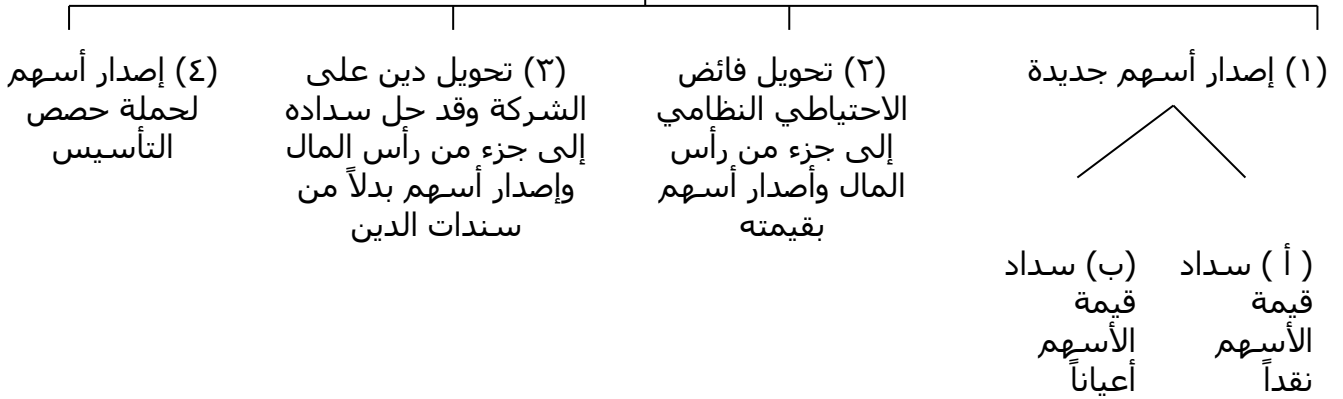 (١) إصدار أسهم جديدة
(٢) تحويل فائض
الاحتياطي النظامي
إلى جزء من رأس
المال وأصدار أسهم
بقيمته
(٣) تحويل دين على
الشركة وقد حل سداده
إلى جزء من رأس المال
وإصدار أسهم بدلاً من
سندات الدين
(٤) إصدار أسهم
لحملة حصص
التأسيس
( أ ) سداد
قيمة
الأسهم
نقداً
(ب) سداد
قيمة
الأسهم
أعياناً